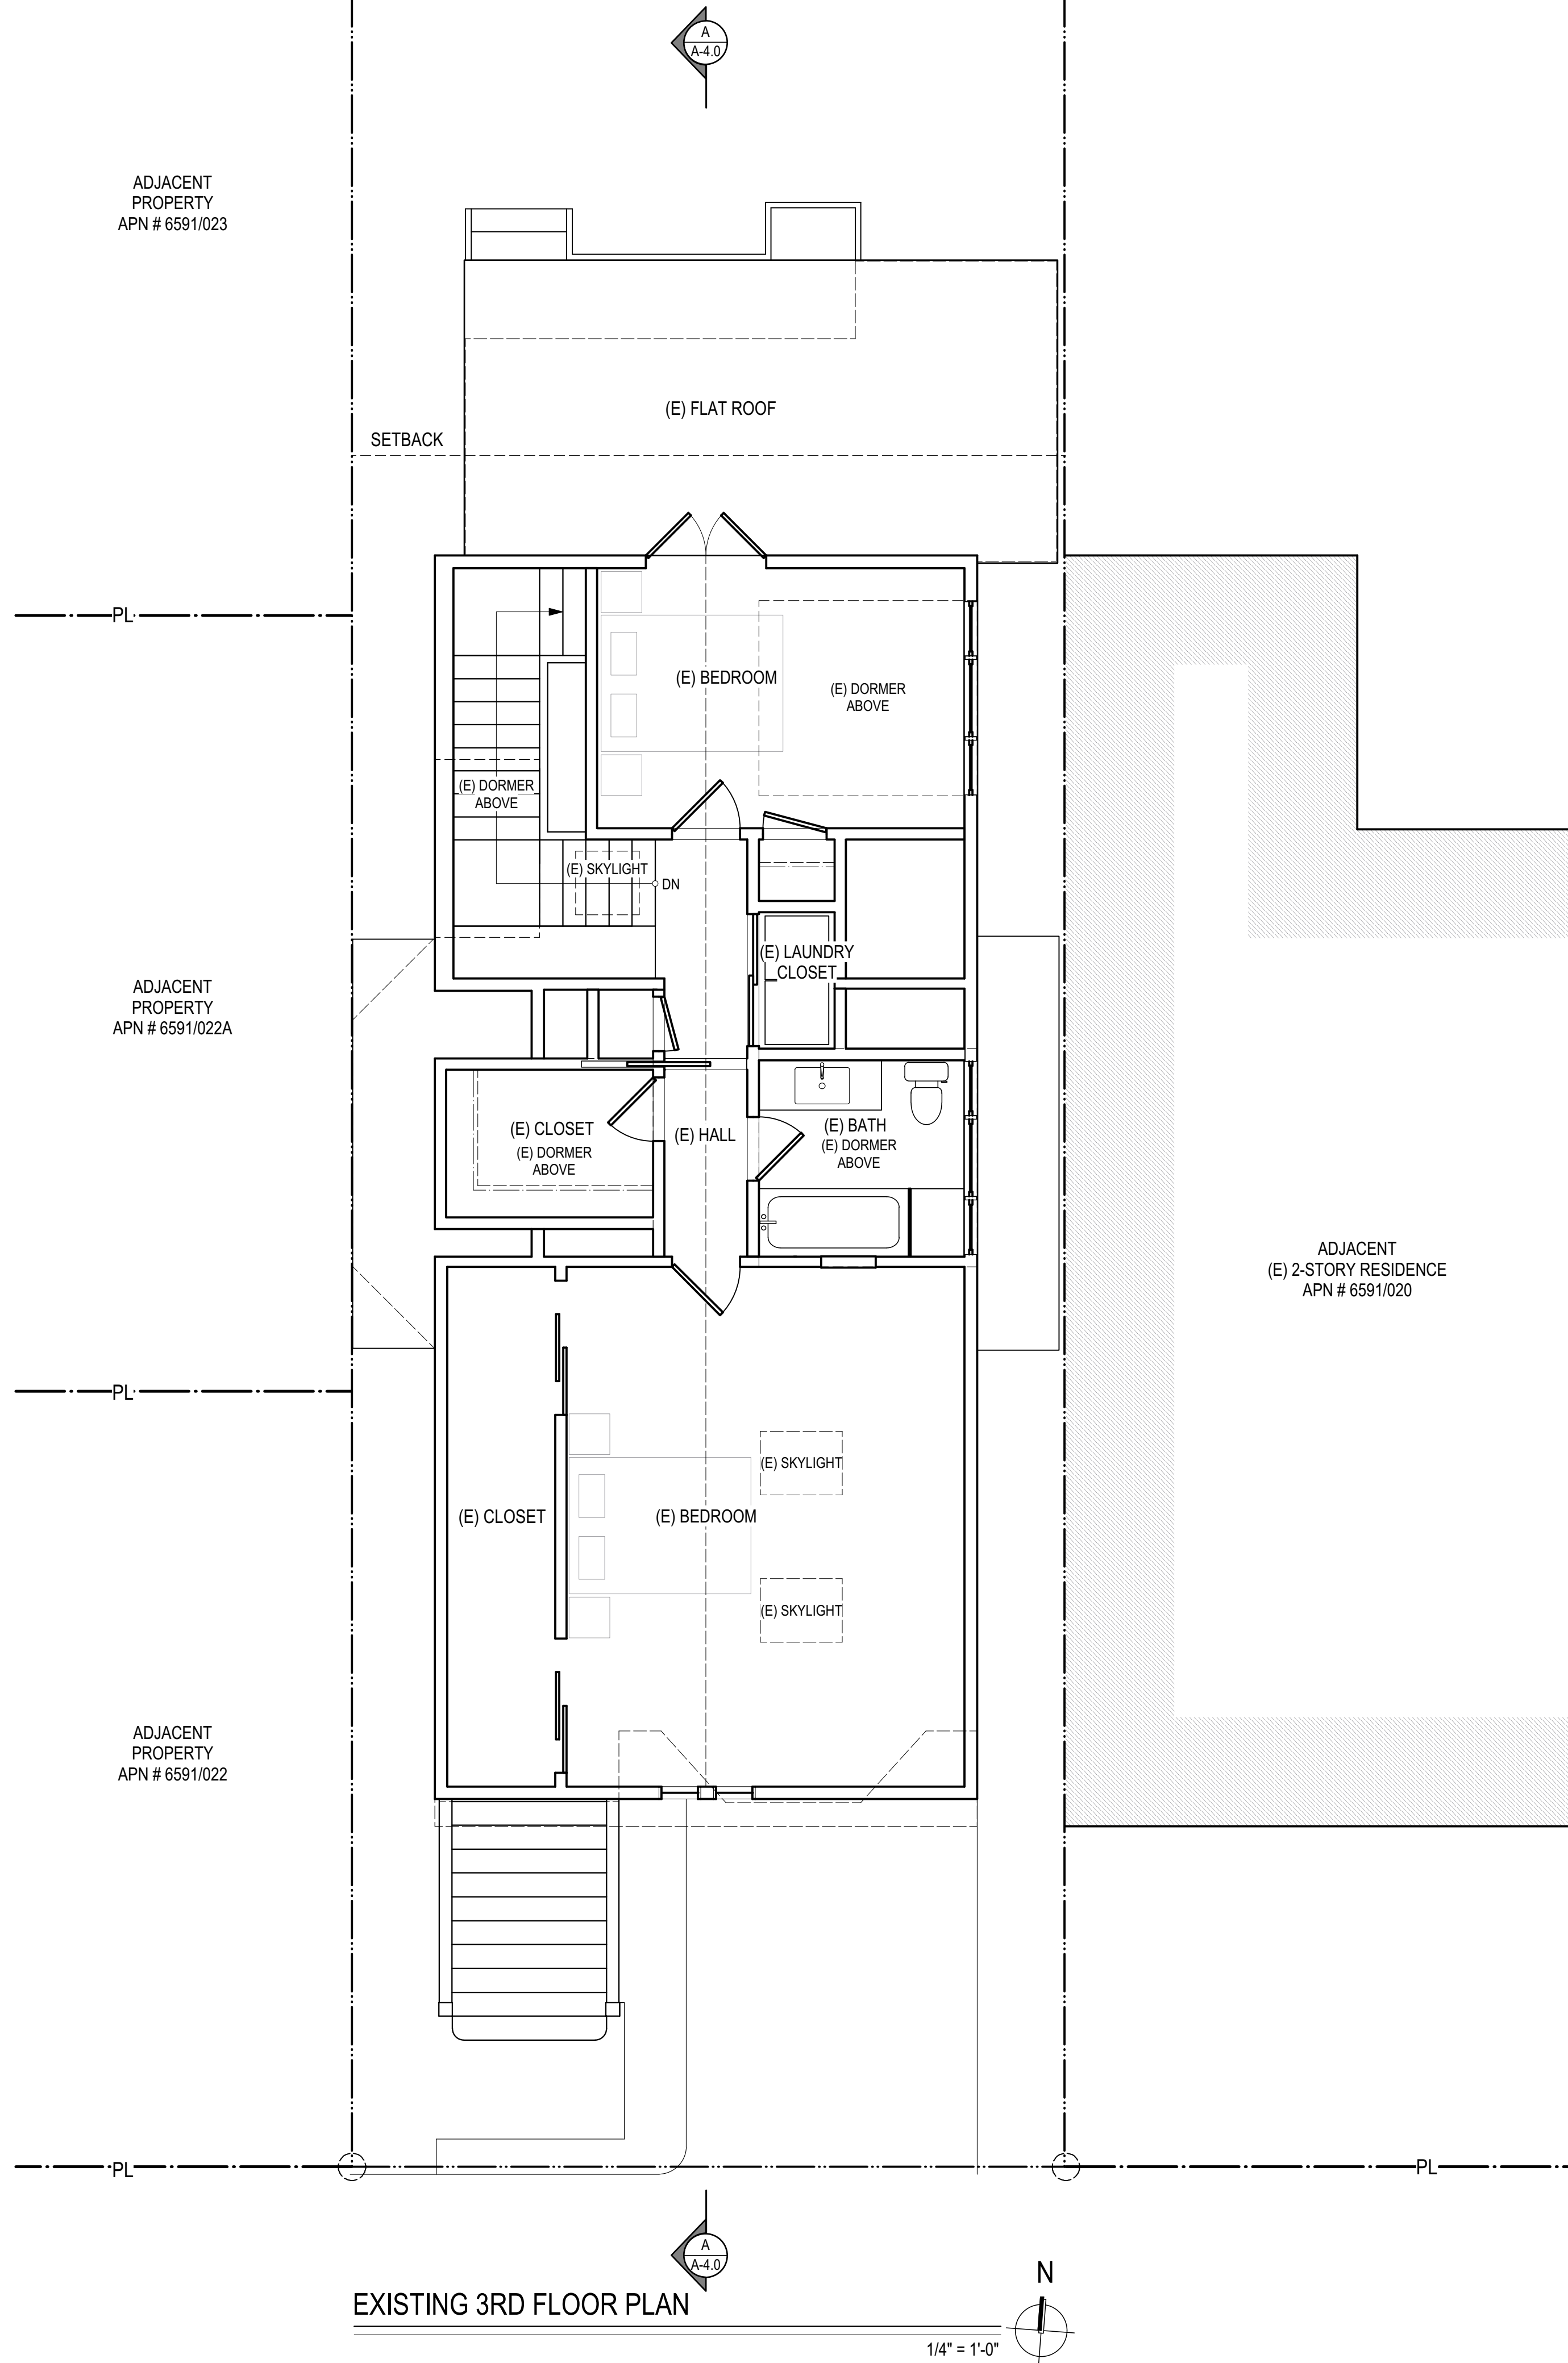 A
A-4.0
ADJACENT
PROPERTY
APN # 6591/023
(E) FLAT ROOF
SETBACK
PL
(E) BEDROOM
(E) DORMER
ABOVE
(E) DORMER
ABOVE
(E) SKYLIGHT
DN
(E) LAUNDRY
CLOSET
ADJACENT
PROPERTY
APN # 6591/022A
(E) CLOSET
(E) DORMER
ABOVE
(E) HALL
(E) BATH
(E) DORMER
ABOVE
ADJACENT
(E) 2-STORY RESIDENCE
APN # 6591/020
PL
(E) SKYLIGHT
(E) CLOSET
(E) BEDROOM
(E) SKYLIGHT
ADJACENT
PROPERTY
APN # 6591/022
PL
PL
A
A-4.0
N
EXISTING 3RD FLOOR PLAN
1/4" = 1'-0"